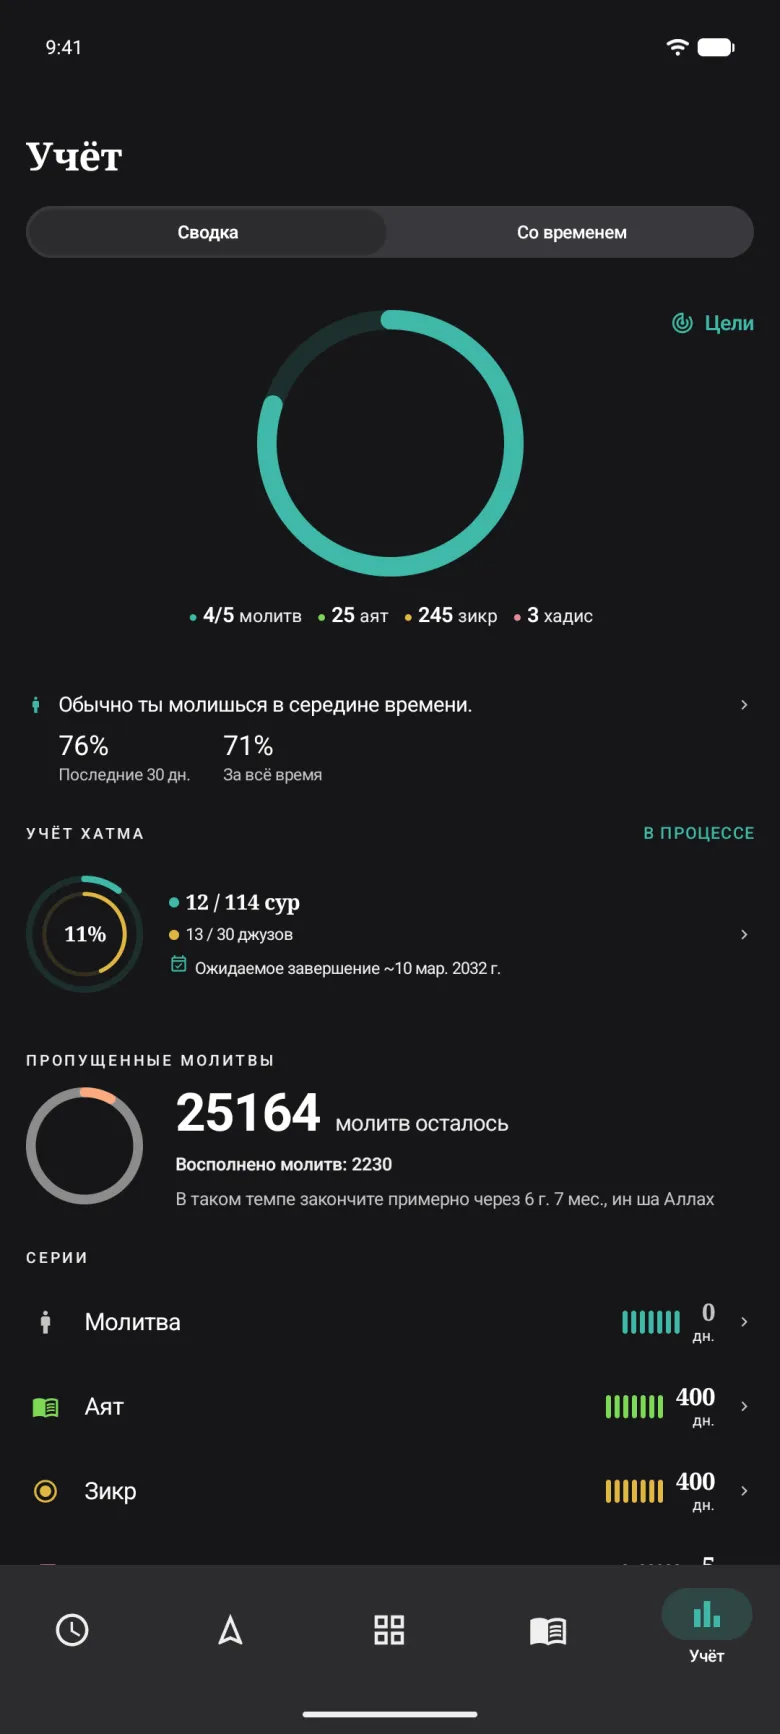 9:41
Учёт
Сводка
Со временем
Цели
4/5 молитв 25 аят 245 зикр 3 хадис
Обычно ты молишься в середине времени.
76% 71%
Последние 30 дн. За всё время
УЧЁТ ХАТМА В ПРОЦЕССЕ
11%
12 / 114 сур
13 / 30 джузов
Ожидаемое завершение ~10 мар. 2032 г.
ПРОПУЩЕННЫЕ МОЛИТВЫ
25164 молитв осталось
Восполнено молитв: 2230
В таком темпе закончите примерно через 6 г. 7 мес., ин ша Аллах
СЕРИИ
Молитва 0
дн.
Аят 400
дн.
Зикр 400
дн.
Учёт